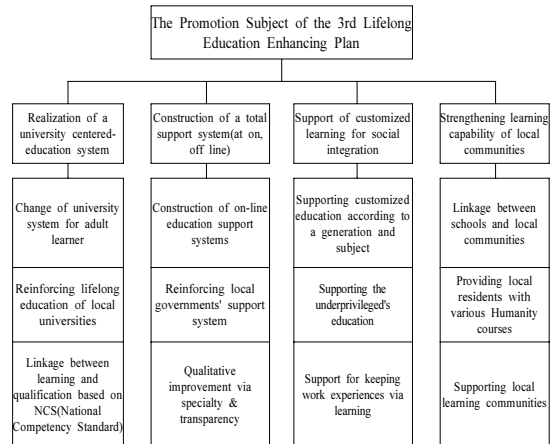 The Promotion Subject of the 3rd Lifelong
Education Enhancing Plan
Realization of a
university centered-
education system
Change of university
system for adult
learner
Reinforcing lifelong
education of local
universities
Linkage between
learning and
qualification based on
NCS(National
Competency Standard)
Construction of a total
support system(at on,
off line)
Construction of on-line
education support
systems
Reinforcing local
governments' support
system
Qualitative
improvement via
specialty &
transparency
Support of customized
learning for social
integration
Supporting customized
education according to
a generation and
subject
Supporting the
underprivileged's
education
Support for keeping
work experiences via
learning
Strengthening learning
capability of local
communities
Linkage between
schools and local
communities
Providing local
residents with
various Humanity
courses
Supporting local
learning communities